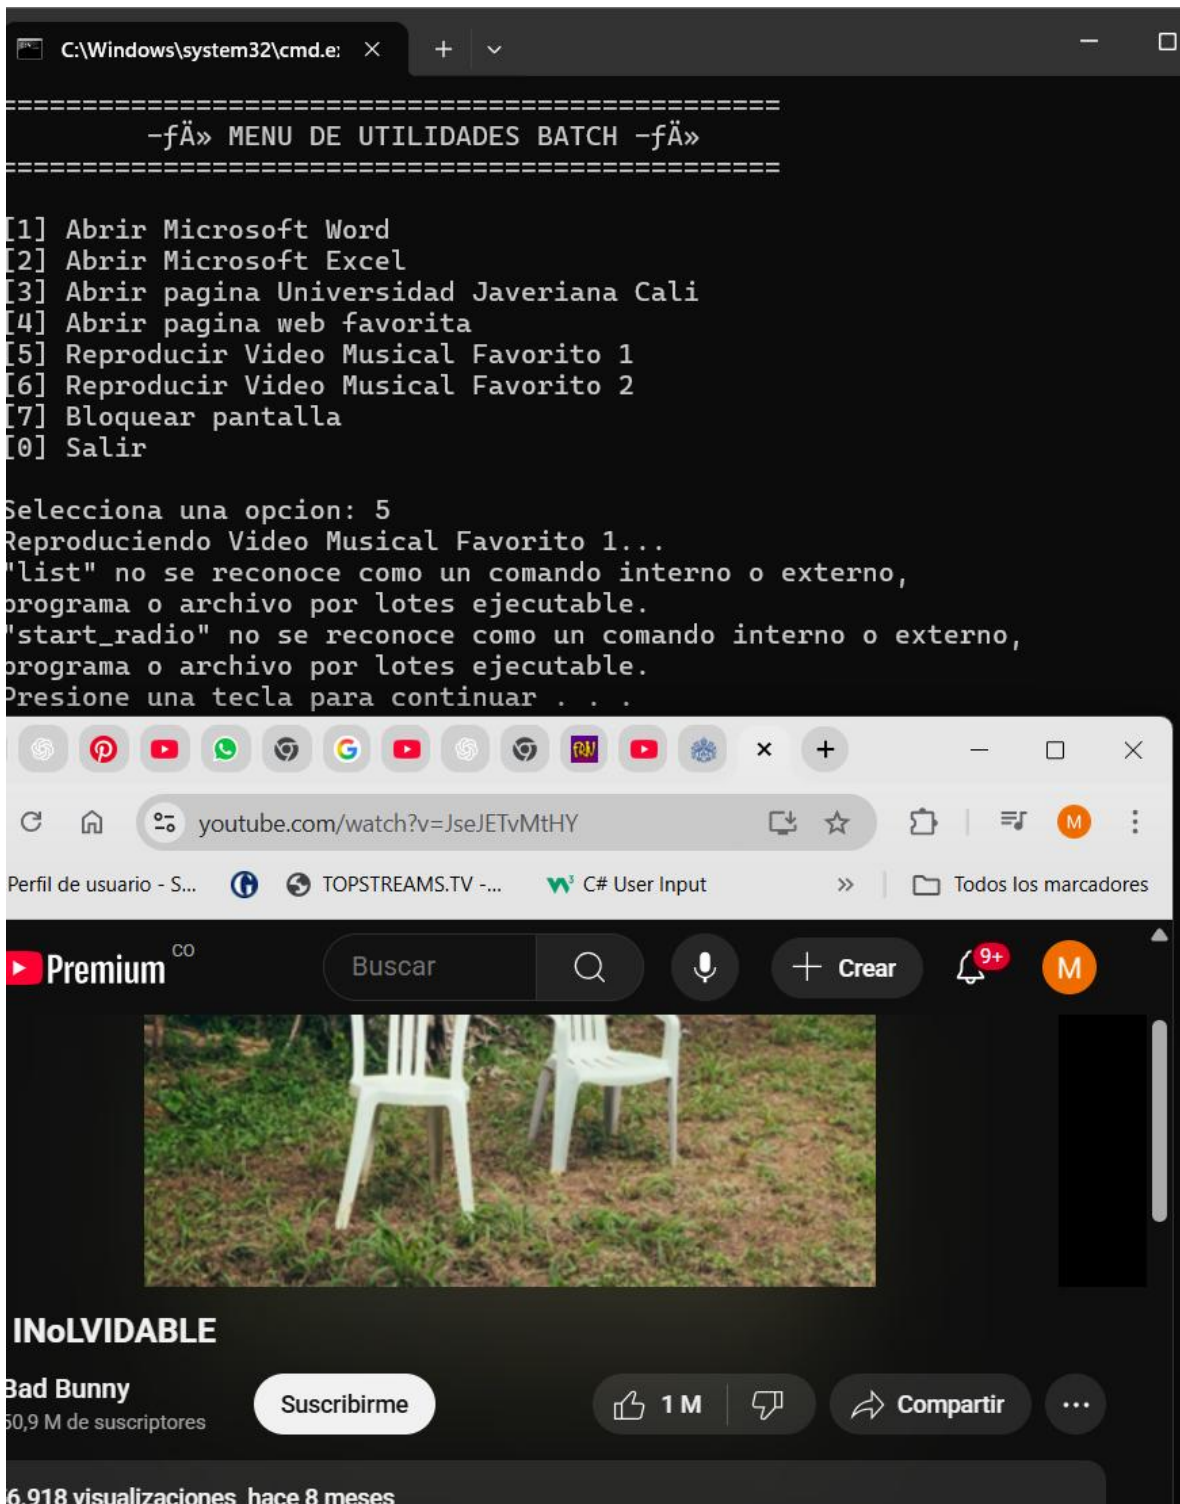 C:\Windows\system32\cmd.e:
===============================================
-fÄ» MENU DE UTILIDADES BATCH -fÄ»
===============================================
[1] Abrir Microsoft Word
[2] Abrir Microsoft Excel
[3] Abrir pagina Universidad Javeriana Cali
[4] Abrir pagina web favorita
[5] Reproducir Video Musical Favorito 1
[6] Reproducir Video Musical Favorito 2
[7] Bloquear pantalla
[0] Salir
Selecciona una opcion: 5
Reproduciendo Video Musical Favorito 1...
"list" no se reconoce como un comando interno o externo,
programa o archivo por lotes ejecutable.
"start_radio" no se reconoce como un comando interno o externo,
programa o archivo por lotes ejecutable.
Presione una tecla para continuar . . .
youtube.com/watch?v=JseJETvMtHY
M
Perfil de usuario - S... TOPSTREAMS.TV -... C# User Input » Todos los marcadores
Premium CO Buscar Crear 9+ M
INoLVIDABLE
Bad Bunny
50,9 M de suscriptores
Suscribirme 1 M Compartir ...
6.918 visualizaciones hace 8 meses